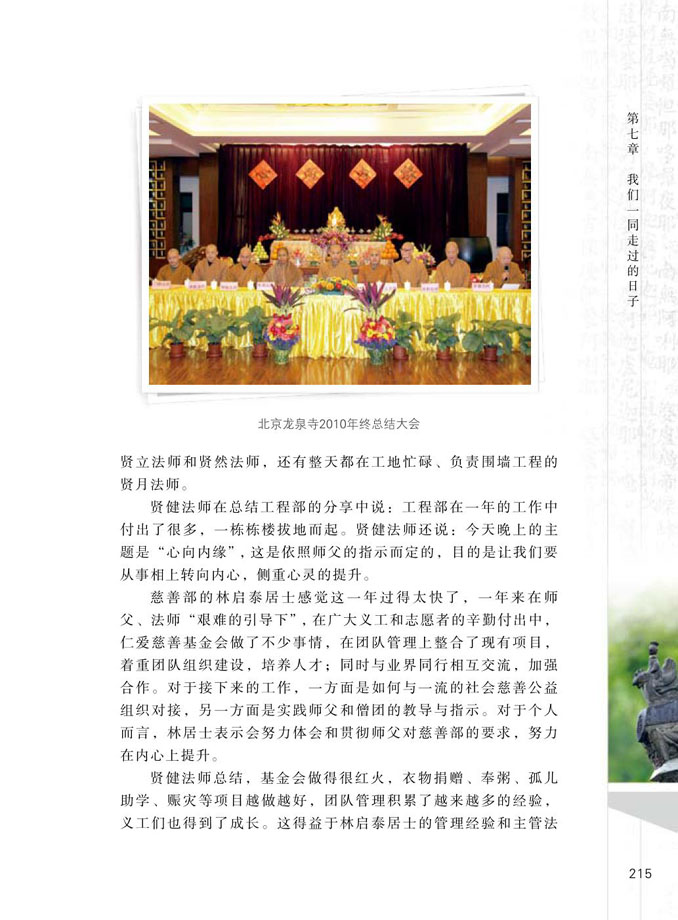 第七章 我们一同走过的日子
北京龙泉寺2010年终总结大会
贤立法师和贤然法师，还有整天都在工地忙碌、负责围墙工程的
贤月法师。
贤健法师在总结工程部的分享中说：工程部在一年的工作中
付出了很多，一栋栋楼拔地而起。贤健法师还说：今天晚上的主
题是“心向内缘”，这是依照师父的指示而定的，目的是让我们要
从事相上转向内心，侧重心灵的提升。
慈善部的林启泰居士感觉这一年过得太快了，一年来在师
父、法师“艰难的引导下”，在广大义工和志愿者的辛勤付出中，
仁爱慈善基金会做了不少事情，在团队管理上整合了现有项目，
着重团队组织建设，培养人才；同时与业界同行相互交流，加强
合作。对于接下来的工作，一方面是如何与一流的社会慈善公益
组织对接，另一方面是实践师父和僧团的教导与指示。对于个人
而言，林居士表示会努力体会和贯彻师父对慈善部的要求，努力
在内心上提升。
贤健法师总结，基金会做得很红火，衣物捐赠、奉粥、孤儿
助学、赈灾等项目越做越好，团队管理积累了越来越多的经验，
义工们也得到了成长。这得益于林启泰居士的管理经验和主管法
215